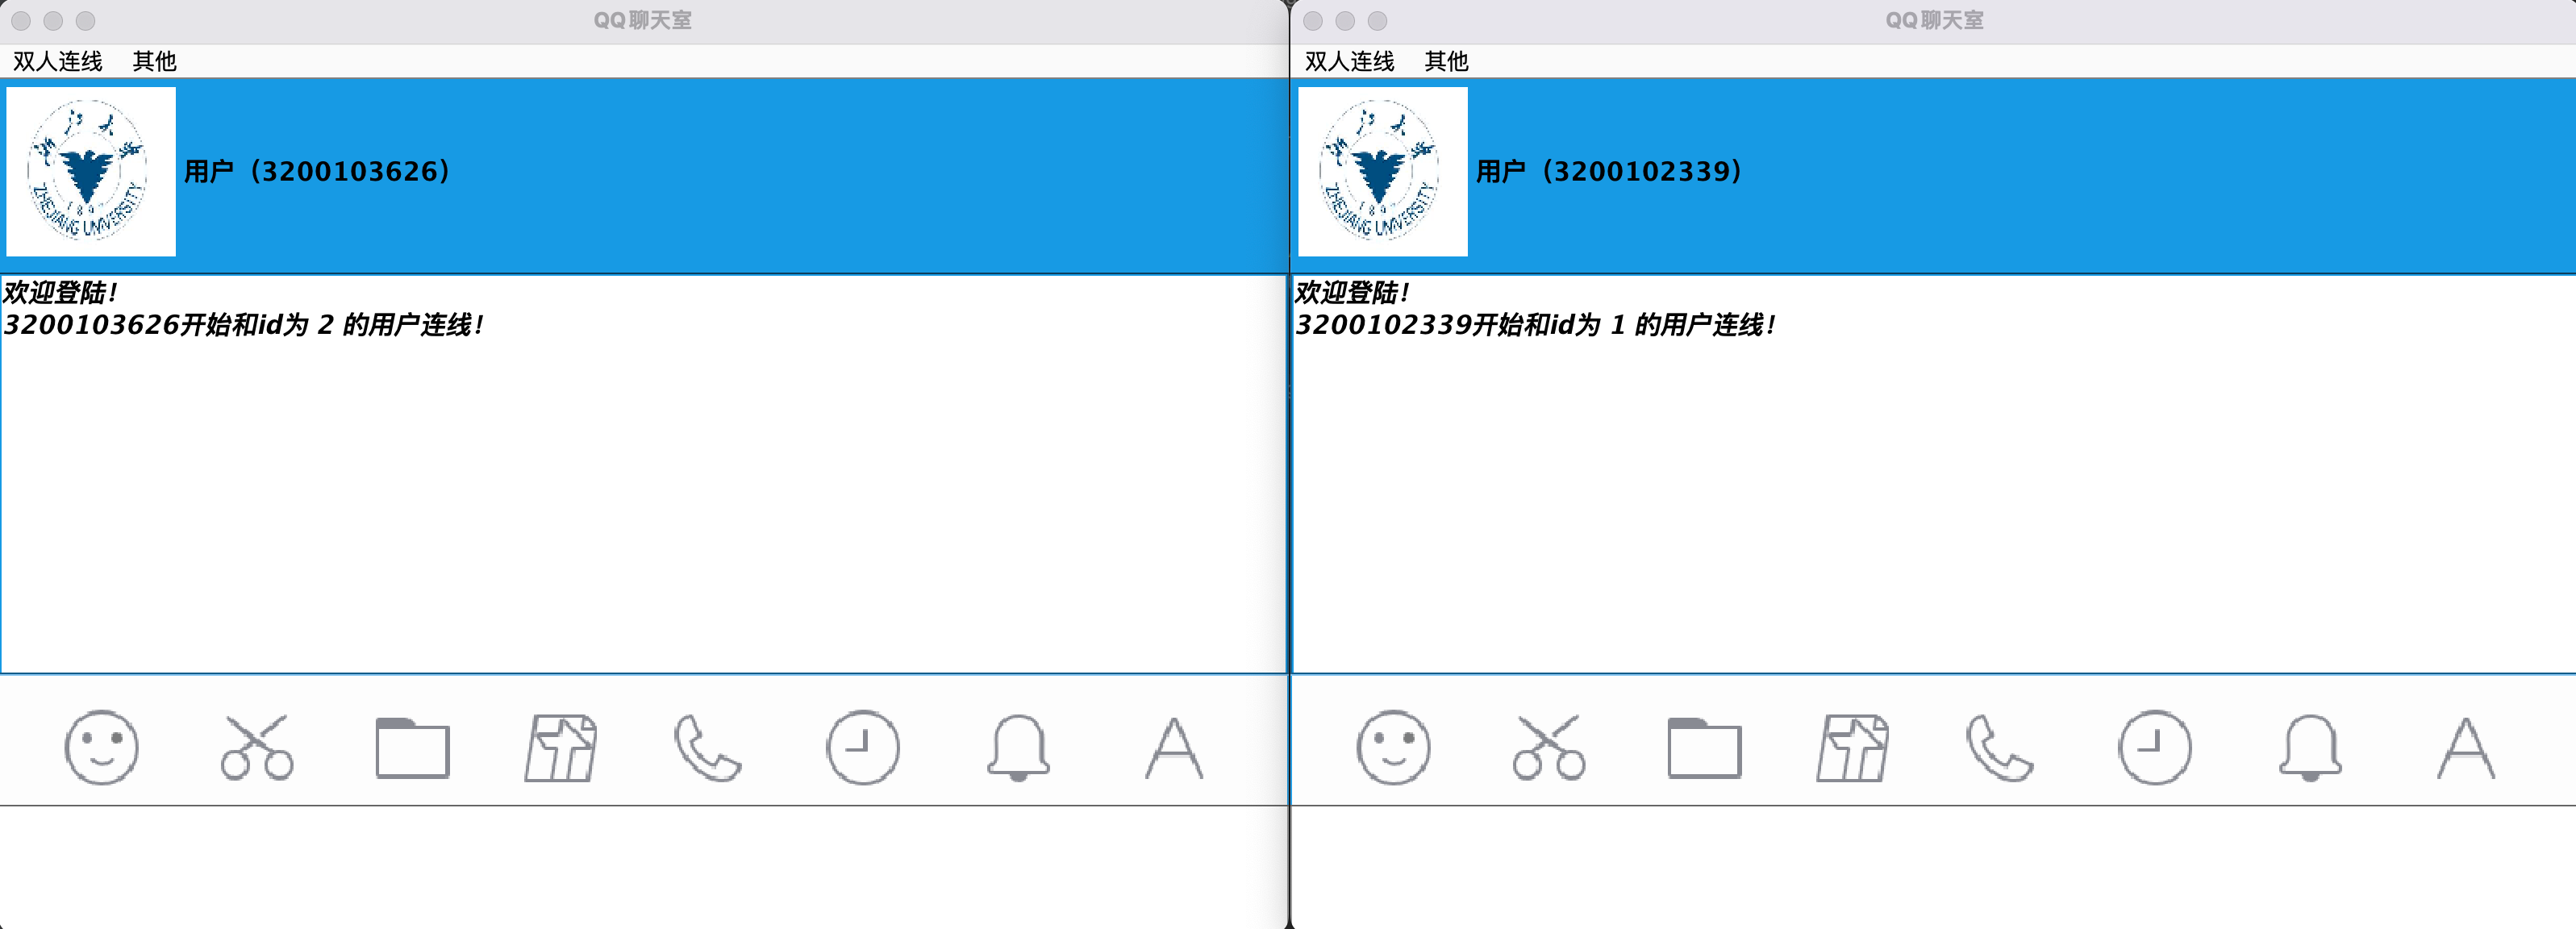 QQ聊天室
双人连线 其他
ZHEJIANG UNIVERSITY
用户（3200103626）
欢迎登陆！
3200103626开始和id为 2 的用户连线！
QQ聊天室
双人连线 其他
ZHEJIANG UNIVERSITY
用户（3200102339）
欢迎登陆！
3200102339开始和id为 1 的用户连线！